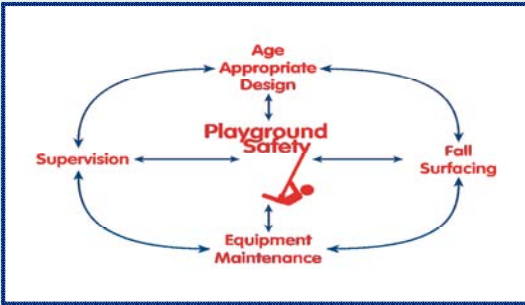 Age
Appropriate
Design
Playground
Safety
Supervision
Fall
Surfacing
Equipment
Maintenance